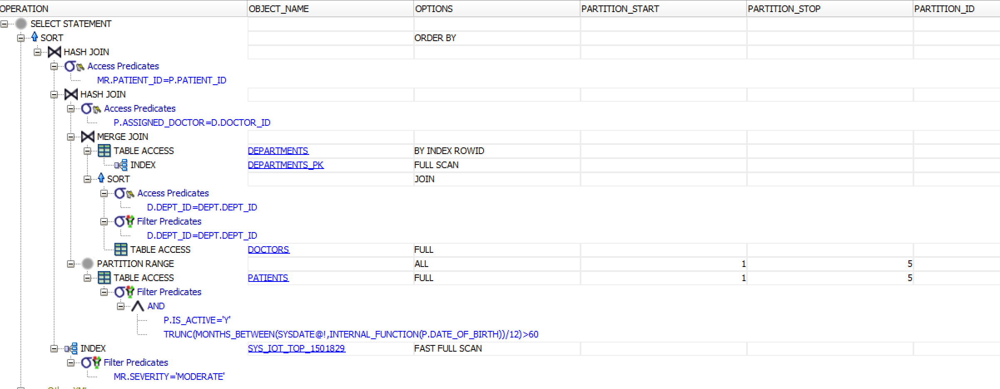 OPERATION OBJECT_NAME OPTIONS PARTITION_START PARTITION_STOP PARTITION_ID
SELECT STATEMENT
SORT ORDER BY
HASH JOIN
Access Predicates
MR.PATIENT_ID=P.PATIENT_ID
HASH JOIN
Access Predicates
P.ASSIGNED_DOCTOR=D.DOCTOR_ID
MERGE JOIN
TABLE ACCESS DEPARTMENTS BY INDEX ROWID
INDEX DEPARTMENTS_PK FULL SCAN
SORT JOIN
Access Predicates
D.DEPT_ID=DEPT.DEPT_ID
Filter Predicates
D.DEPT_ID=DEPT.DEPT_ID
TABLE ACCESS DOCTORS FULL
PARTITION RANGE ALL 1 5
TABLE ACCESS PATIENTS FULL 1 5
Filter Predicates
AND
P.IS_ACTIVE='Y'
TRUNC(MONTHS_BETWEEN(SYSDATE@!,INTERNAL_FUNCTION(P.DATE_OF_BIRTH))/12)>60
INDEX SYS_IOT_TOP_1501829 FAST FULL SCAN
Filter Predicates
MR.SEVERITY='MODERATE'